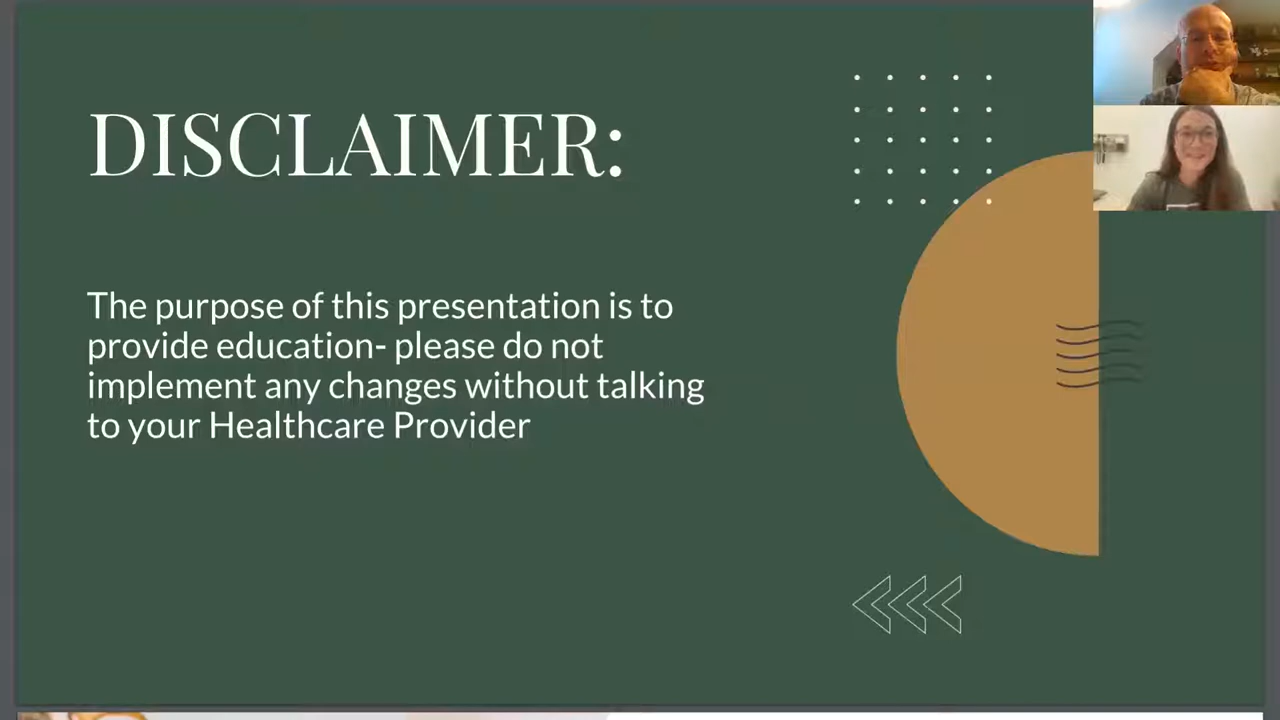 DISCLAIMER:
The purpose of this presentation is to
provide education- please do not
implement any changes without talking
to your Healthcare Provider